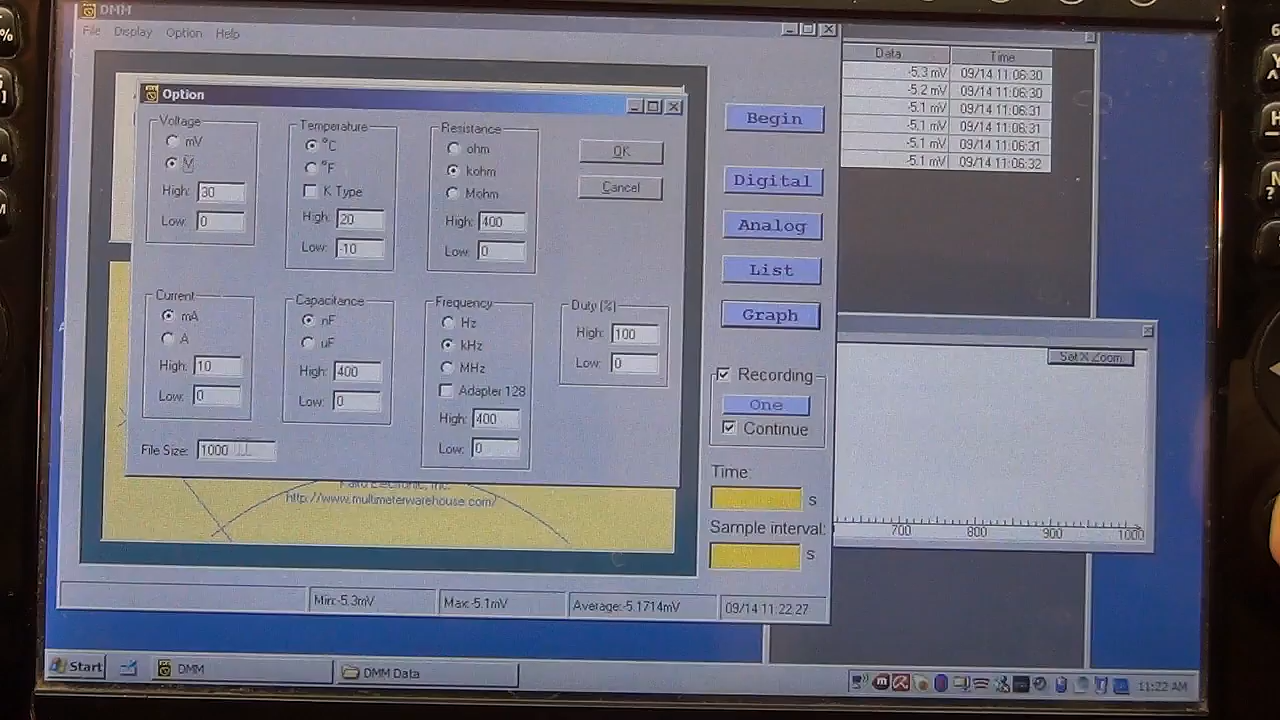 DMM
File Display Option Help
Data Time
-5.3 mV 09/14 11:06:30
-5.2 mV 09/14 11:06:30
-5.1 mV 09/14 11:06:31
-5.1 mV 09/14 11:06:31
-5.1 mV 09/14 11:06:31
-5.1 mV 09/14 11:06:32
Option
Voltage
mV
V
High: 30
Low: 0
Temperature
°C
°F
K Type
High: 20
Low: -10
Resistance
ohm
kohm
Mohm
High: 400
Low: 0
OK
Cancel
Current
mA
A
High: 10
Low: 0
Capacitance
nF
uF
High: 400
Low: 0
Frequency
Hz
kHz
MHz
Adapter 128
High: 400
Low: 0
Duty (%)
High: 100
Low: 0
File Size: 1000
Begin
Digital
Analog
List
Graph
Recording
One
Continue
Time:
s
Sample interval:
s
Set X Zoom
700 800 900 1000
Electronic, Inc.
http://www.multimeterwarehouse.com/
Min:-5.3mV Max:-5.1mV Average:-5.1714mV 09/14 11:22:27
Start DMM DMM Data 11:22 AM